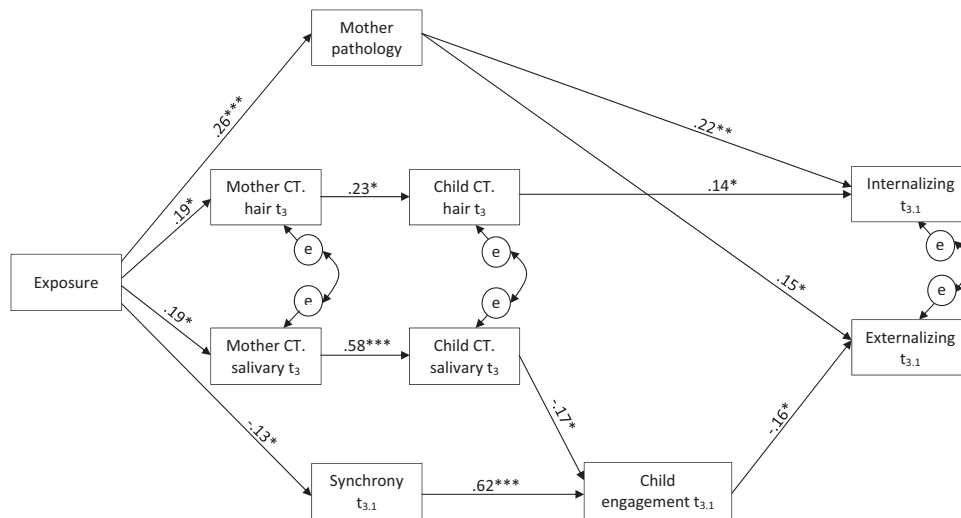 Mother
pathology
.26***
.22**
Mother CT.
hair t3
.23*
Child CT.
hair t3
.14*
Internalizing
t3.1
.19*
e
e
e
Exposure
.15*
e
e
e
.19*
Mother CT.
salivary t3
.58***
Child CT.
salivary t3
Externalizing
t3.1
-.13*
-.17*
-.16*
Synchrony
t3.1
.62***
Child
engagement t3.1